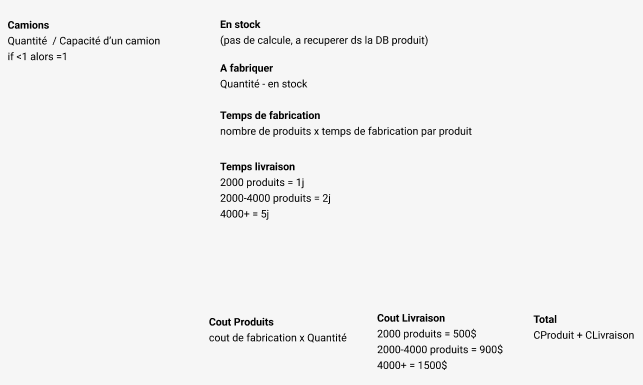 Camions
Quantité / Capacité d'un camion
if <1 alors =1
En stock
(pas de calcule, a recuperer ds la DB produit)
A fabriquer
Quantité - en stock
Temps de fabrication
nombre de produits x temps de fabrication par produit
Temps livraison
2000 produits = 1j
2000-4000 produits = 2j
4000+ = 5j
Cout Produits
cout de fabrication x Quantité
Cout Livraison
2000 produits = 500$
2000-4000 produits = 900$
4000+ = 1500$
Total
CProduit + CLivraison